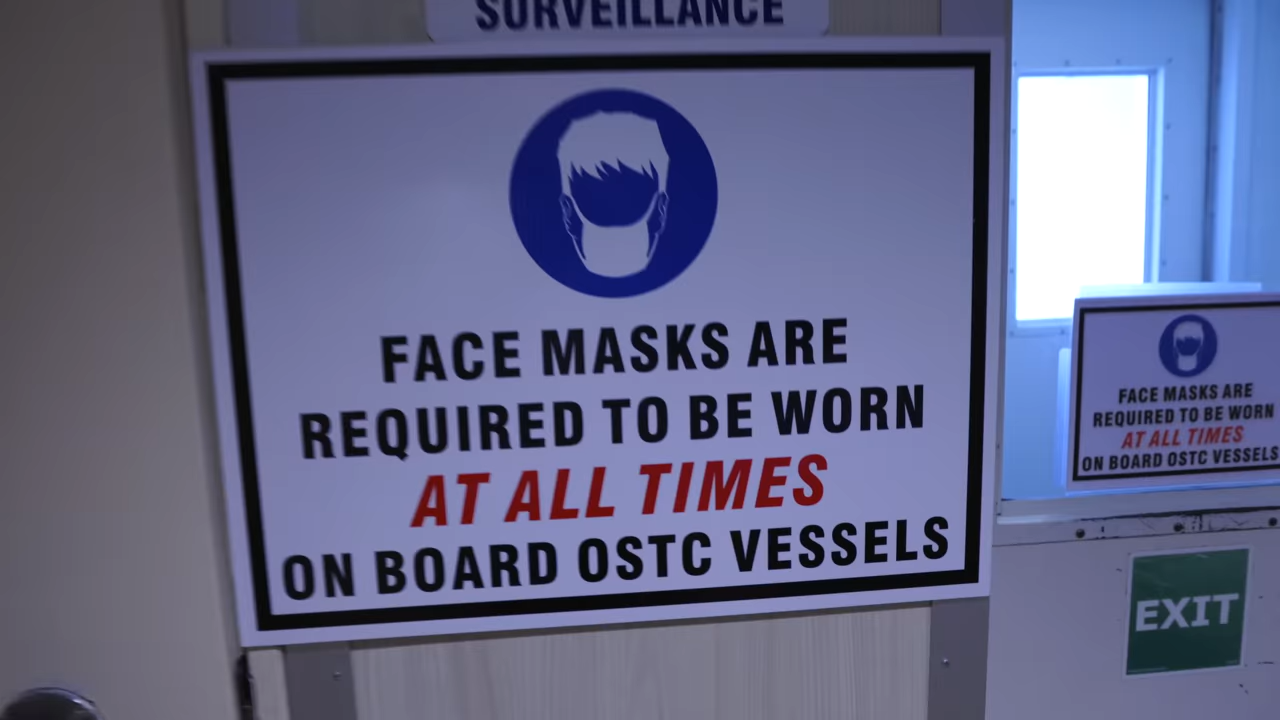 SURVEILLANCE
FACE MASKS ARE
REQUIRED TO BE WORN
AT ALL TIMES
ON BOARD OSTC VESSELS
FACE MASKS ARE
REQUIRED TO BE WORN
AT ALL TIMES
ON BOARD OSTC VESSELS
EXIT